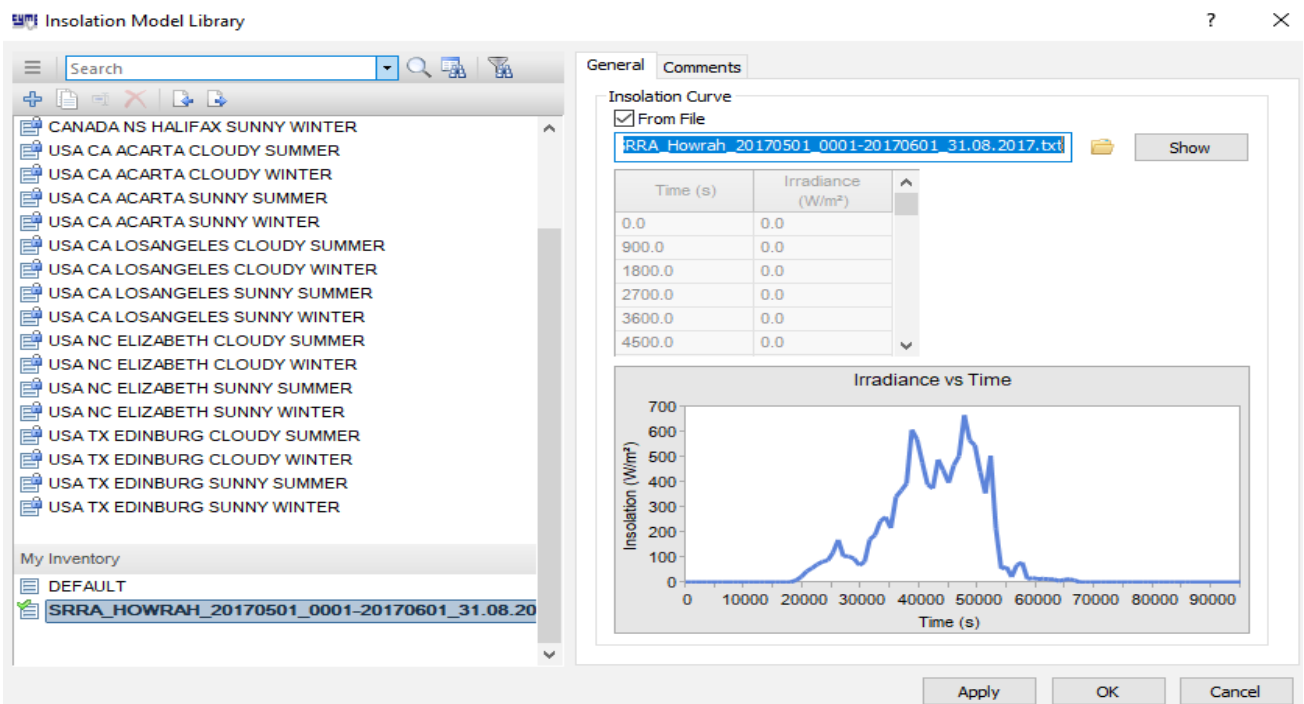 CYME Insolation Model Library ?
Search
CANADA NS HALIFAX SUNNY WINTER
USA CA ACARTA CLOUDY SUMMER
USA CA ACARTA CLOUDY WINTER
USA CA ACARTA SUNNY SUMMER
USA CA ACARTA SUNNY WINTER
USA CA LOSANGELES CLOUDY SUMMER
USA CA LOSANGELES CLOUDY WINTER
USA CA LOSANGELES SUNNY SUMMER
USA CA LOSANGELES SUNNY WINTER
USA NC ELIZABETH CLOUDY SUMMER
USA NC ELIZABETH CLOUDY WINTER
USA NC ELIZABETH SUNNY SUMMER
USA NC ELIZABETH SUNNY WINTER
USA TX EDINBURG CLOUDY SUMMER
USA TX EDINBURG CLOUDY WINTER
USA TX EDINBURG SUNNY SUMMER
USA TX EDINBURG SUNNY WINTER
My Inventory
DEFAULT
SRRA_HOWRAH_20170501_0001-20170601_31.08.20
General Comments
Insolation Curve
From File
SRRA_Howrah_20170501_0001-20170601_31.08.2017.txt Show
Time (s) Irradiance
(W/m²)
0.0 0.0
900.0 0.0
1800.0 0.0
2700.0 0.0
3600.0 0.0
4500.0 0.0
Irradiance vs Time
Insolation (W/m²)
700
600
500
400
300
200
100
0
0 10000 20000 30000 40000 50000 60000 70000 80000 90000
Time (s)
Apply OK Cancel